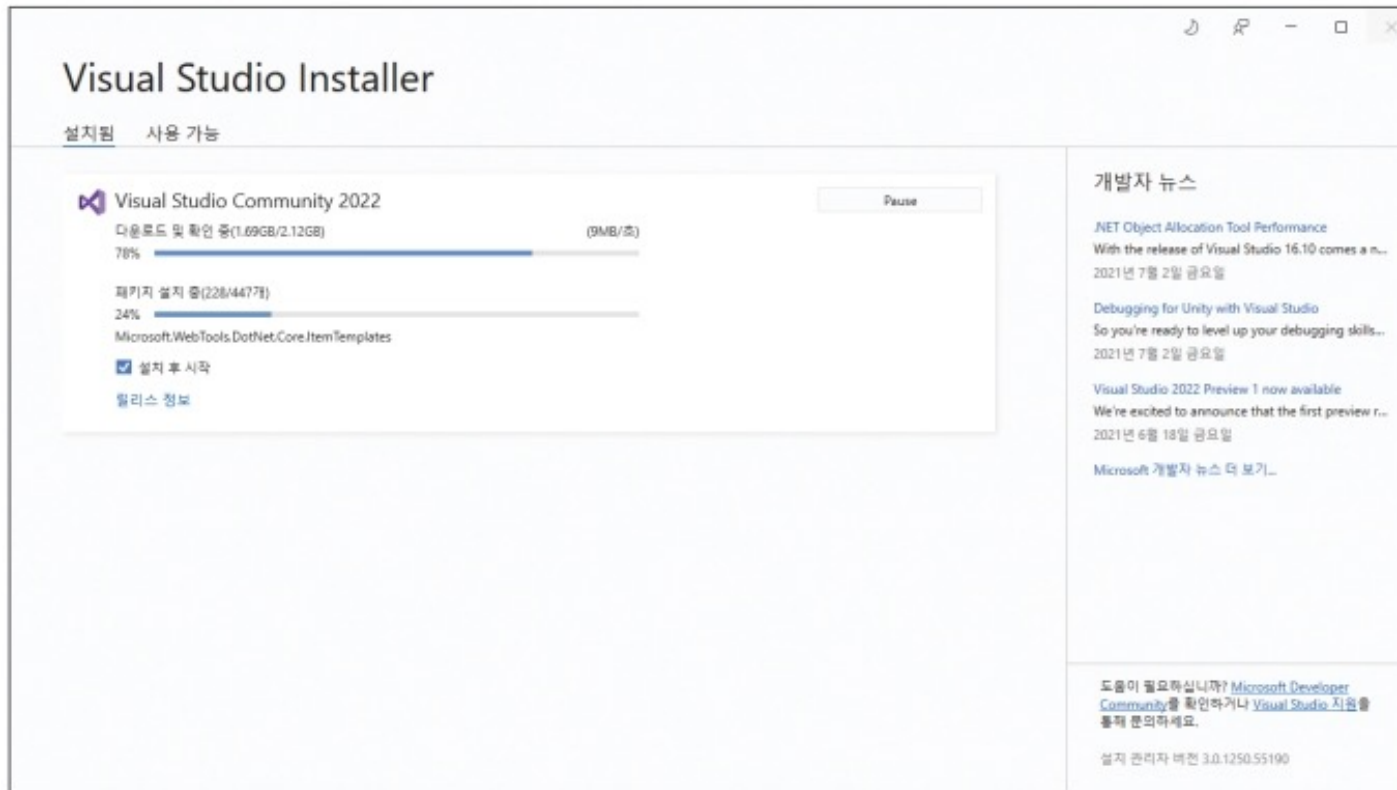 Visual Studio Installer
설치됨 사용 가능
Visual Studio Community 2022
Pause
다운로드 및 확인 중(1.69GB/2.12GB) (9MB/초)
78%
패키지 설치 중(228/447개)
24%
Microsoft.WebTools.DotNet.Core.ItemTemplates
설치 후 시작
릴리스 정보
개발자 뉴스
.NET Object Allocation Tool Performance
With the release of Visual Studio 16.10 comes a n...
2021년 7월 2일 금요일
Debugging for Unity with Visual Studio
So you're ready to level up your debugging skills...
2021년 7월 2일 금요일
Visual Studio 2022 Preview 1 now available
We're excited to announce that the first preview r...
2021년 6월 18일 금요일
Microsoft 개발자 뉴스 더 보기...
도움이 필요하십니까? Microsoft Developer
Community를 확인하거나 Visual Studio 지원을
통해 문의하세요.
설치 관리자 버전 3.0.1250.55190